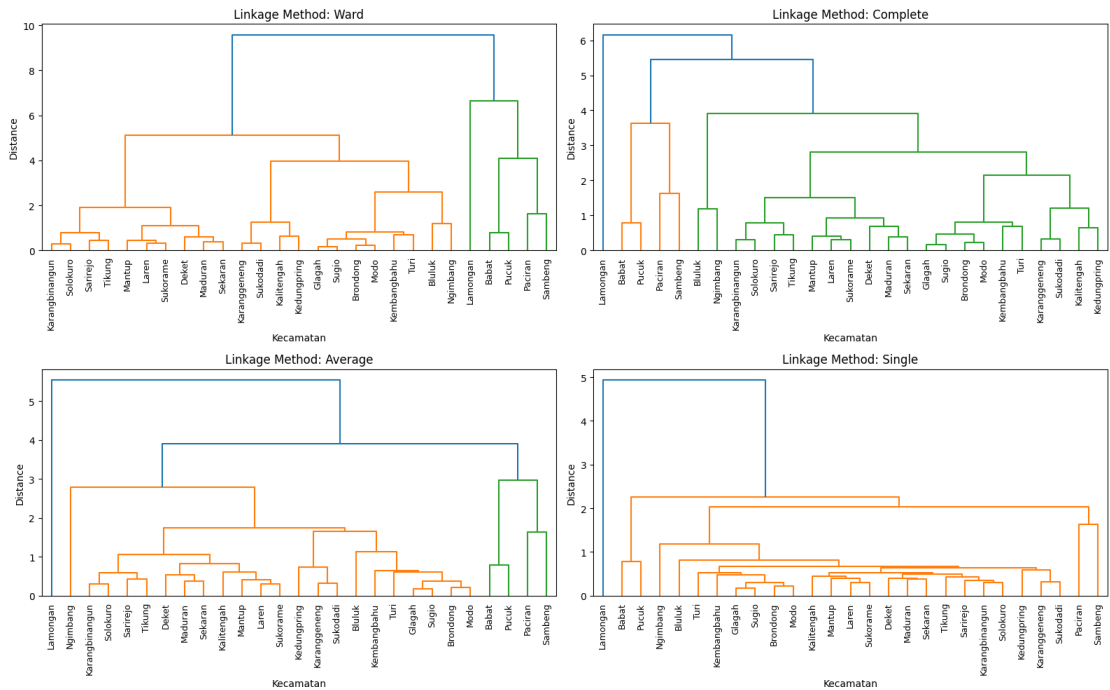 Linkage Method: Ward
10
8
6
4
2
0
Distance
Karangbinangun
Solokuro
Sarirejo
Tikung
Mantup
Laren
Sukorame
Deket
Maduran
Sekaran
Karanggeneng
Sukodadi
Kalitengah
Kedungpring
Glagah
Sugio
Brondong
Modo
Kembangbahu
Turi
Bluluk
Ngimbang
Lamongan
Babat
Pucuk
Paciran
Sambeng
Kecamatan
Linkage Method: Complete
6
5
4
3
2
1
0
Distance
Lamongan
Babat
Pucuk
Paciran
Sambeng
Bluluk
Ngimbang
Karangbinangun
Solokuro
Sarirejo
Tikung
Mantup
Laren
Sukorame
Deket
Maduran
Sekaran
Glagah
Sugio
Brondong
Modo
Kembangbahu
Turi
Karanggeneng
Sukodadi
Kalitengah
Kedungpring
Kecamatan
Linkage Method: Average
5
4
3
2
1
0
Distance
Lamongan
Ngimbang
Karangbinangun
Solokuro
Sarirejo
Tikung
Deket
Maduran
Sekaran
Kalitengah
Mantup
Laren
Sukorame
Kedungpring
Karanggeneng
Sukodadi
Bluluk
Kembangbahu
Turi
Glagah
Sugio
Brondong
Modo
Babat
Pucuk
Paciran
Sambeng
Kecamatan
Linkage Method: Single
5
4
3
2
1
0
Distance
Lamongan
Babat
Pucuk
Ngimbang
Bluluk
Turi
Kembangbahu
Glagah
Sugio
Brondong
Modo
Kalitengah
Mantup
Laren
Sukorame
Deket
Maduran
Sekaran
Tikung
Sarirejo
Karangbinangun
Solokuro
Kedungpring
Karanggeneng
Sukodadi
Paciran
Sambeng
Kecamatan